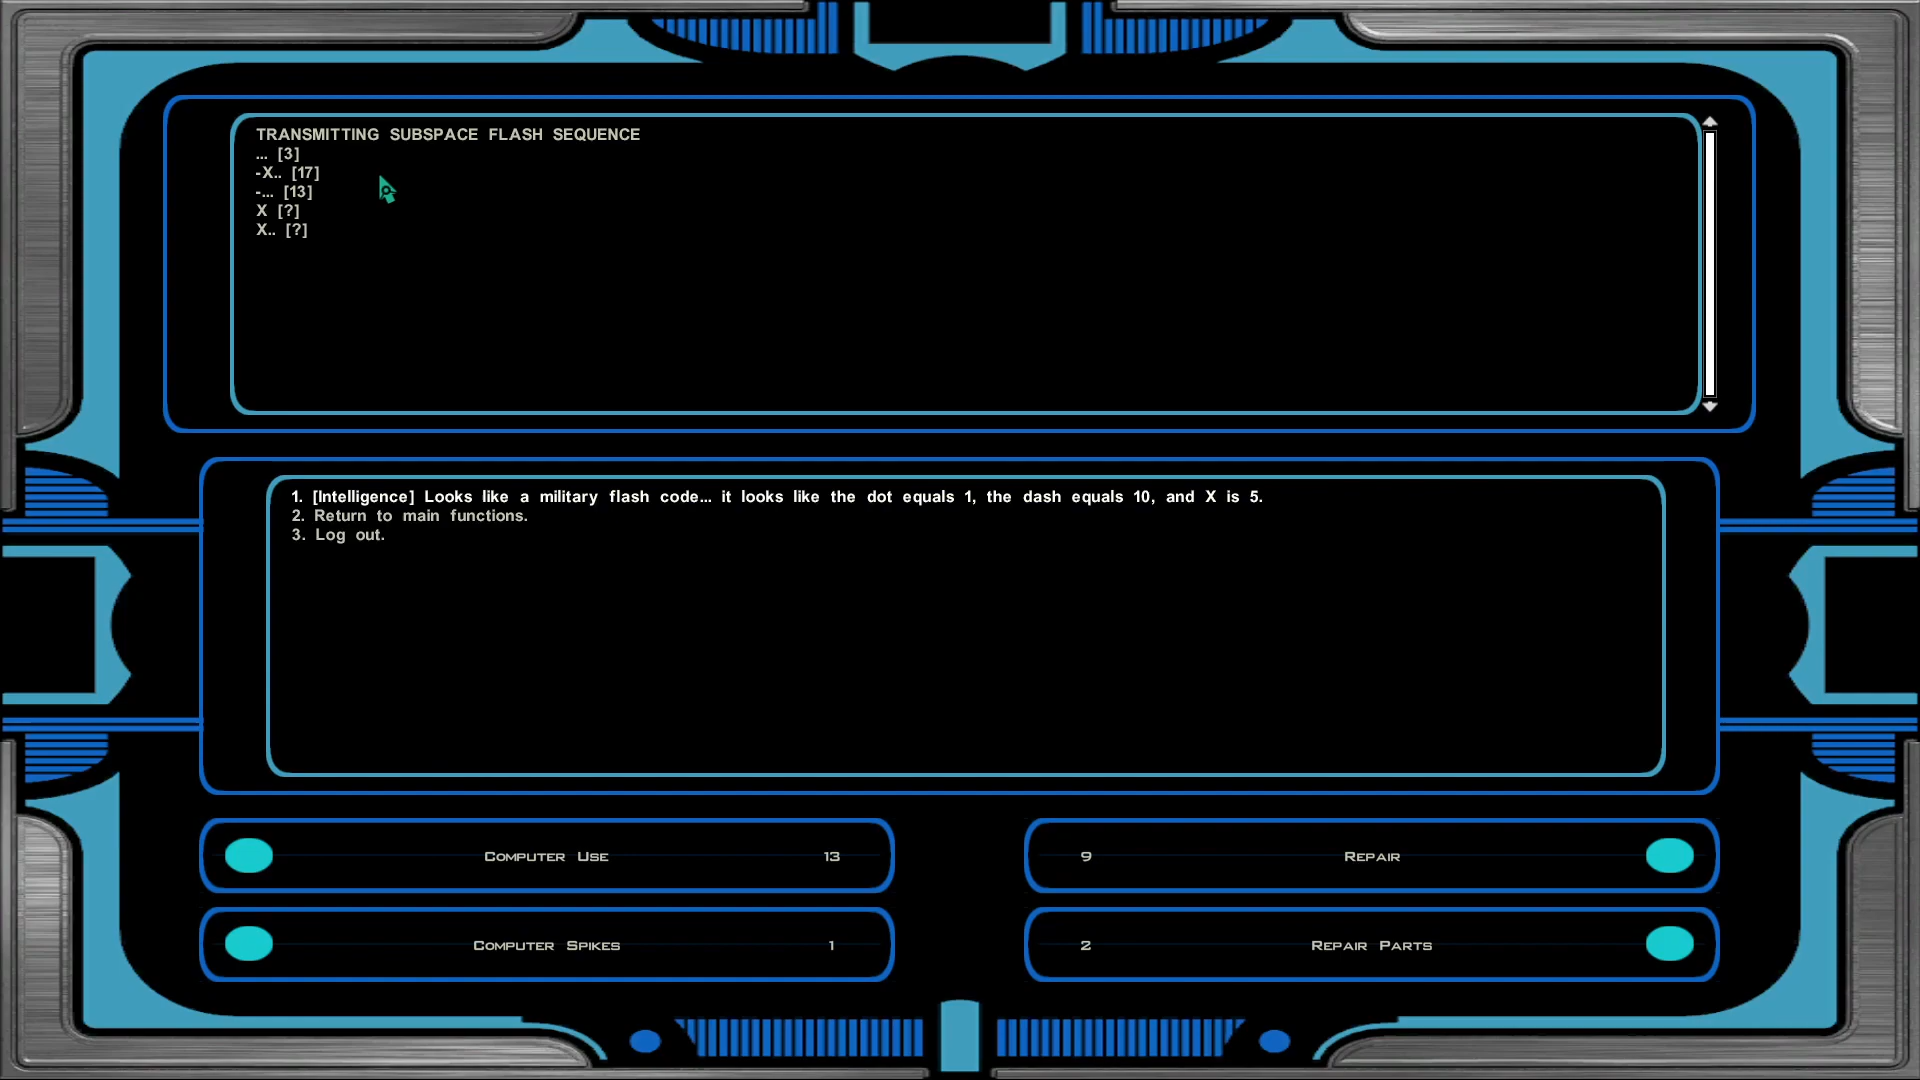 TRANSMITTING SUBSPACE FLASH SEQUENCE
... [3]
-X.. [17]
-... [13]
X [?]
X.. [?]
1. [Intelligence] Looks like a military flash code... it looks like the dot equals 1, the dash equals 10, and X is 5.
2. Return to main functions.
3. Log out.
Computer Use 13
9 Repair
Computer Spikes 1
2 Repair Parts